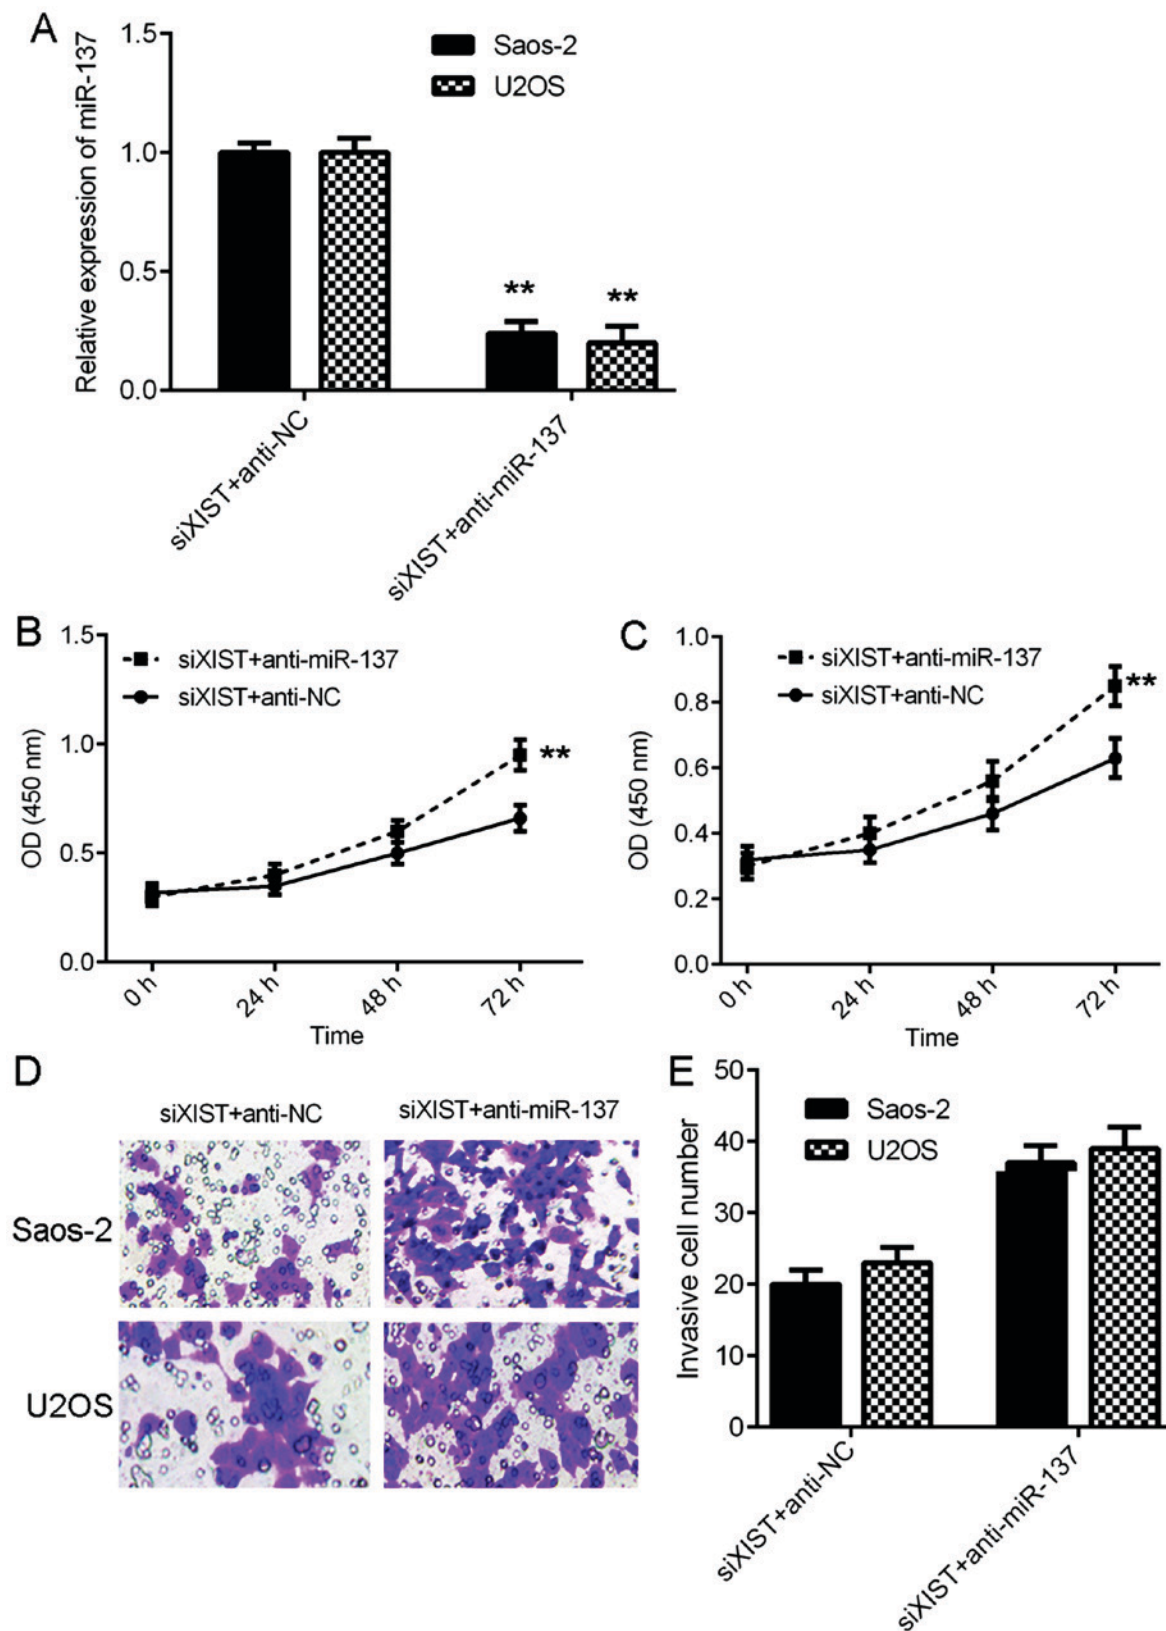 A
Relative expression of miR-137
1.5
1.0
0.5
0.0
Saos-2
U2OS
**
**
siXIST+anti-NC
siXIST+anti-miR-137
B
OD (450 nm)
1.5
1.0
0.5
0.0
siXIST+anti-miR-137
siXIST+anti-NC
**
0 h
24 h
48 h
72 h
Time
C
OD (450 nm)
1.0
0.8
0.6
0.4
0.2
0.0
siXIST+anti-miR-137
siXIST+anti-NC
**
0 h
24 h
48 h
72 h
Time
D
siXIST+anti-NC
siXIST+anti-miR-137
Saos-2
U2OS
E
Invasive cell number
50
40
30
20
10
0
Saos-2
U2OS
siXIST+anti-NC
siXIST+anti-miR-137